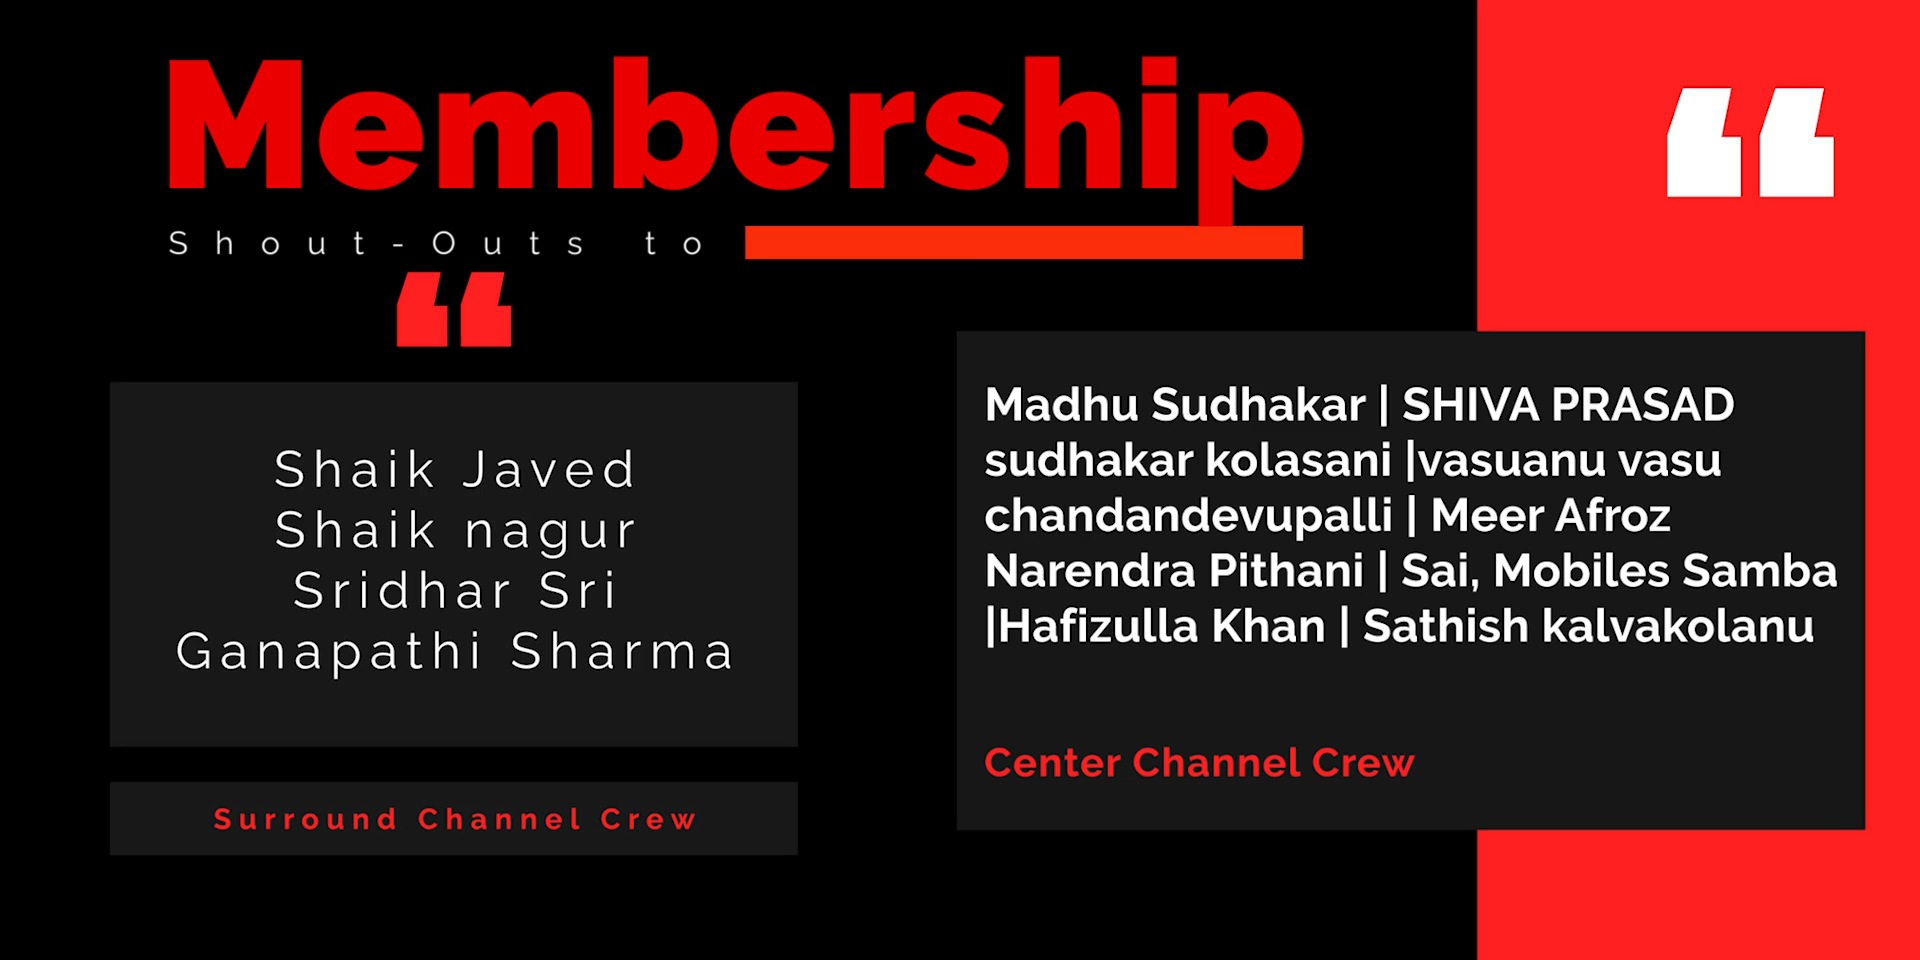 Membership
Shout-Outs to
“
“
Shaik Javed
Shaik nagur
Sridhar Sri
Ganapathi Sharma
Surround Channel Crew
Madhu Sudhakar | SHIVA PRASAD
sudhakar kolasani |vasuanu vasu
chandandevupalli | Meer Afroz
Narendra Pithani | Sai, Mobiles Samba
|Hafizulla Khan | Sathish kalvakolanu
Center Channel Crew